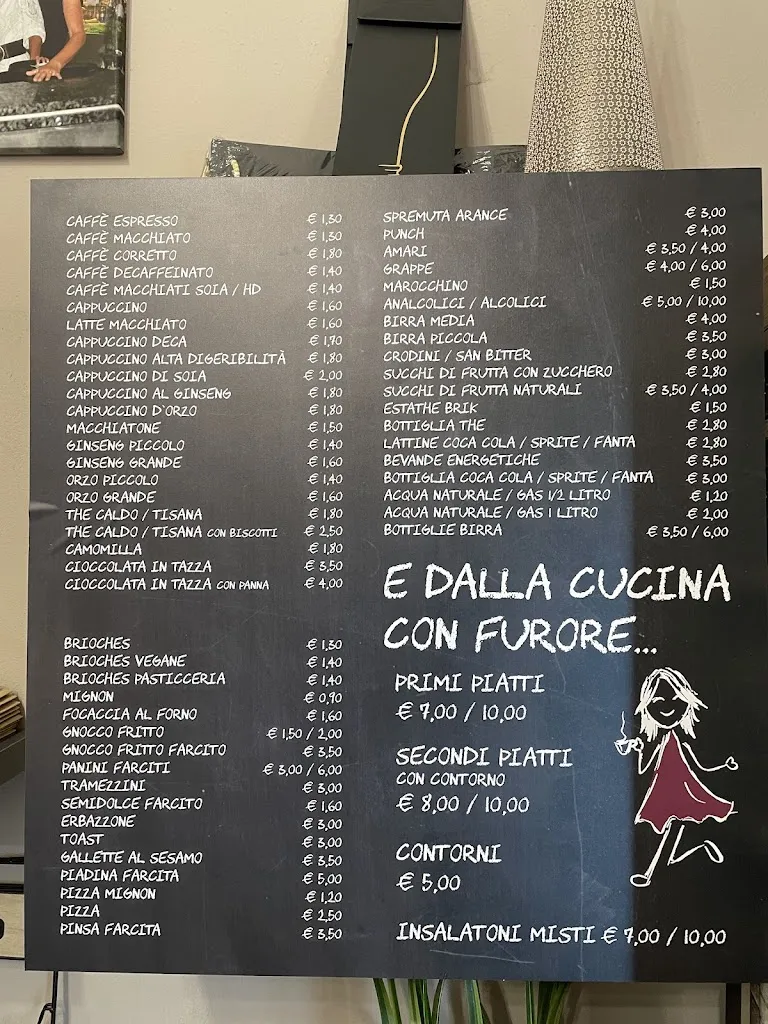 CAFFÈ ESPRESSO € 1,30
CAFFÈ MACCHIATO € 1,30
CAFFÈ CORRETTO € 1,80
CAFFÈ DECAFFEINATO € 1,40
CAFFÈ MACCHIATI SOIA / HD € 1,40
CAPPUCCINO € 1,60
LATTE MACCHIATO € 1,60
CAPPUCCINO DECA € 1,70
CAPPUCCINO ALTA DIGERIBILITÀ € 1,80
CAPPUCCINO DI SOIA € 2,00
CAPPUCCINO AL GINSENG € 1,80
CAPPUCCINO D'ORZO € 1,80
MACCHIATONE € 1,50
GINSENG PICCOLO € 1,40
GINSENG GRANDE € 1,60
ORZO PICCOLO € 1,40
ORZO GRANDE € 1,60
THE CALDO / TISANA € 1,80
THE CALDO / TISANA CON BISCOTTI € 2,50
CAMOMILLA € 1,80
CIOCCOLATA IN TAZZA € 3,50
CIOCCOLATA IN TAZZA CON PANNA € 4,00
BRIOCHES € 1,30
BRIOCHES VEGANE € 1,40
BRIOCHES PASTICCERIA € 1,40
MIGNON € 0,90
FOCACCIA AL FORNO € 1,60
GNOCCO FRITTO € 1,50 / 2,00
GNOCCO FRITTO FARCITO € 3,50
PANINI FARCITI € 3,00 / 6,00
TRAMEZZINI € 3,00
SEMIDOLCE FARCITO € 1,60
ERBAZZONE € 3,00
TOAST € 3,00
GALLETTE AL SESAMO € 3,50
PIADINA FARCITA € 5,00
PIZZA MIGNON € 1,20
PIZZA € 2,50
PINSA FARCITA € 3,50
SPREMUTA ARANCE € 3,00
PUNCH € 4,00
AMARI € 3,50 / 4,00
GRAPPE € 4,00 / 6,00
MAROCCHINO € 1,50
ANALCOLICI / ALCOLICI € 5,00 / 10,00
BIRRA MEDIA € 4,00
BIRRA PICCOLA € 3,50
CRODINI / SAN BITTER € 3,00
SUCCHI DI FRUTTA CON ZUCCHERO € 2,80
SUCCHI DI FRUTTA NATURALI € 3,50 / 4,00
ESTATHE BRIK € 1,50
BOTTIGLIA THE € 2,80
LATTINE COCA COLA / SPRITE / FANTA € 2,80
BEVANDE ENERGETICHE € 3,50
BOTTIGLIA COCA COLA / SPRITE / FANTA € 3,00
ACQUA NATURALE / GAS 1/2 LITRO € 1,20
ACQUA NATURALE / GAS 1 LITRO € 2,00
BOTTIGLIE BIRRA € 3,50 / 6,00
E DALLA CUCINA
CON FURORE...
PRIMI PIATTI
€ 7,00 / 10,00
SECONDI PIATTI
CON CONTORNO
€ 8,00 / 10,00
CONTORNI
€ 5,00
INSALATONI MISTI € 7,00 / 10,00